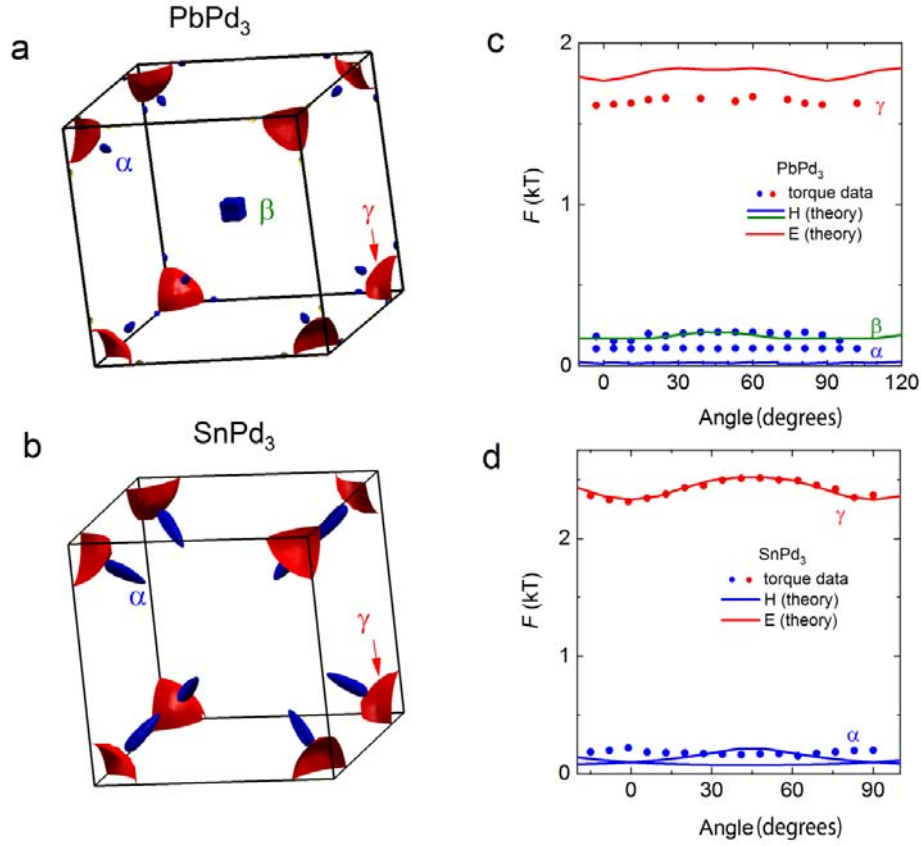 PbPd₃
a
α
β
γ
SnPd₃
b
α
γ
c
2
1
0
F (kT)
γ
PbPd₃
torque data
H (theory)
E (theory)
β
α
0 30 60 90 120
Angle (degrees)
d
2
1
0
F (kT)
γ
SnPd₃
torque data
H (theory)
E (theory)
α
0 30 60 90
Angle (degrees)